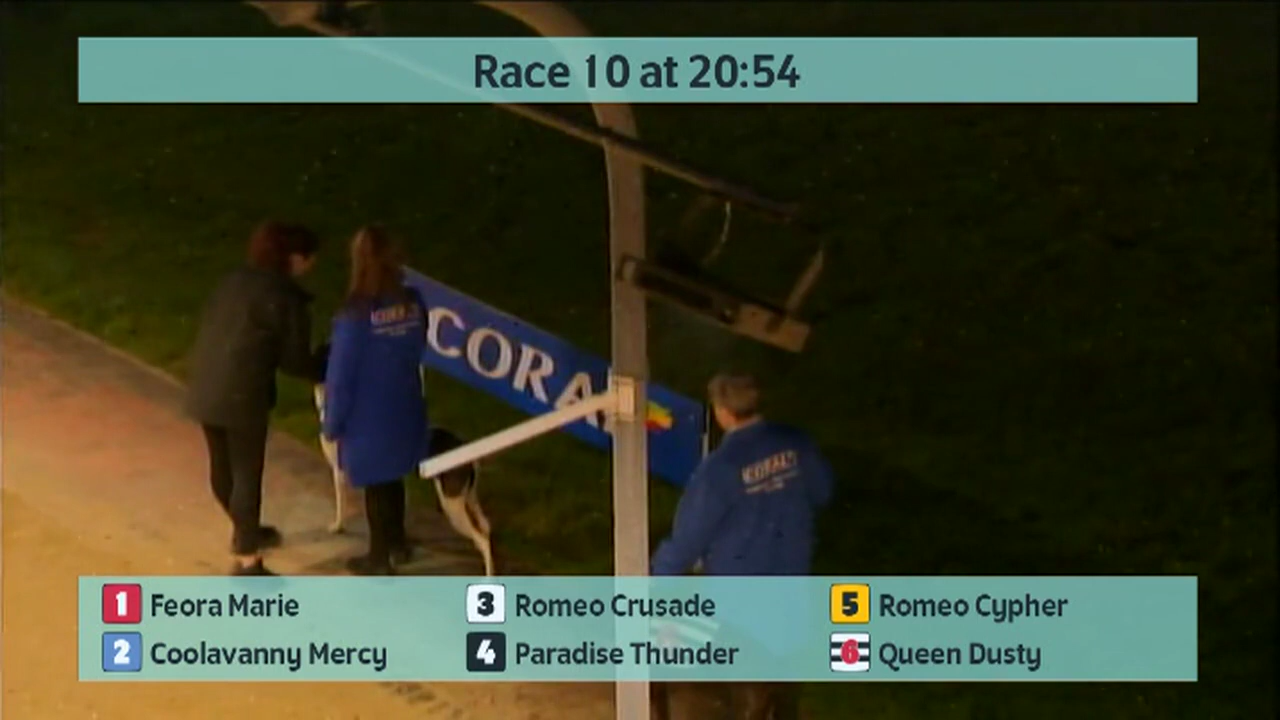 Race 10 at 20:54
CORAL
CORAL
CORAL
1 Feora Marie
2 Coolavanny Mercy
3 Romeo Crusade
4 Paradise Thunder
5 Romeo Cypher
6 Queen Dusty